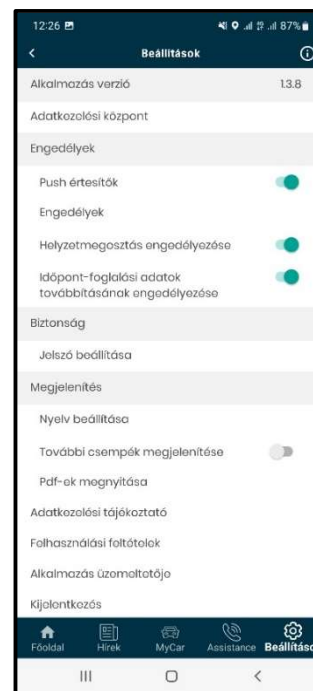 12:26 87%
Beállítások
Alkalmazás verzió 1.3.8
Adatkezelési központ
Engedélyek
Push értesítők
Engedélyek
Helyzetmegosztás engedélyezése
Időpont-foglalási adatok
továbbításának engedélyezése
Biztonság
Jelszó beállítása
Megjelenítés
Nyelv beállítása
További csempék megjelenítése
Pdf-ek megnyitása
Adatkezelési tájékoztató
Felhasználási feltételek
Alkalmazás üzemeltetője
Kijelentkezés
Főoldal Hírek MyCar Assistance Beállításo